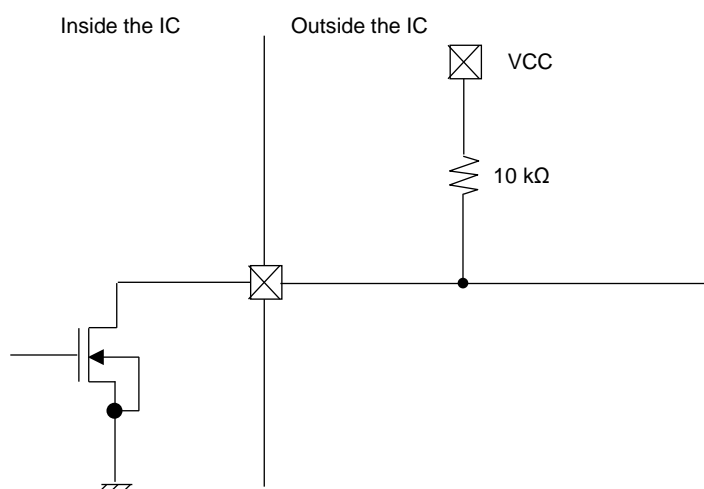 Inside the IC
Outside the IC
VCC
10 kΩ